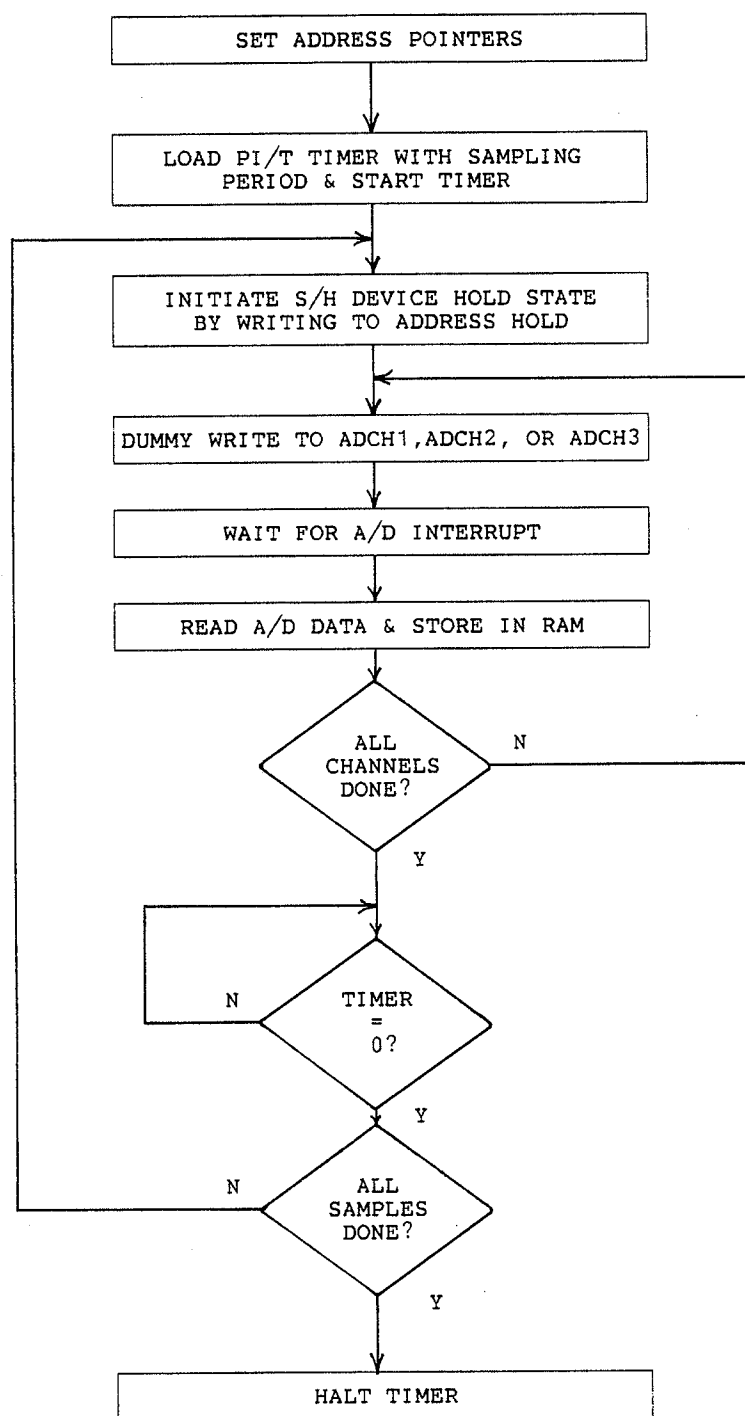 SET ADDRESS POINTERS
LOAD PI/T TIMER WITH SAMPLING
PERIOD & START TIMER
INITIATE S/H DEVICE HOLD STATE
BY WRITING TO ADDRESS HOLD
DUMMY WRITE TO ADCH1,ADCH2, OR ADCH3
WAIT FOR A/D INTERRUPT
READ A/D DATA & STORE IN RAM
ALL
CHANNELS
DONE?
N
Y
TIMER
=
0?
N
Y
ALL
SAMPLES
DONE?
N
Y
HALT TIMER